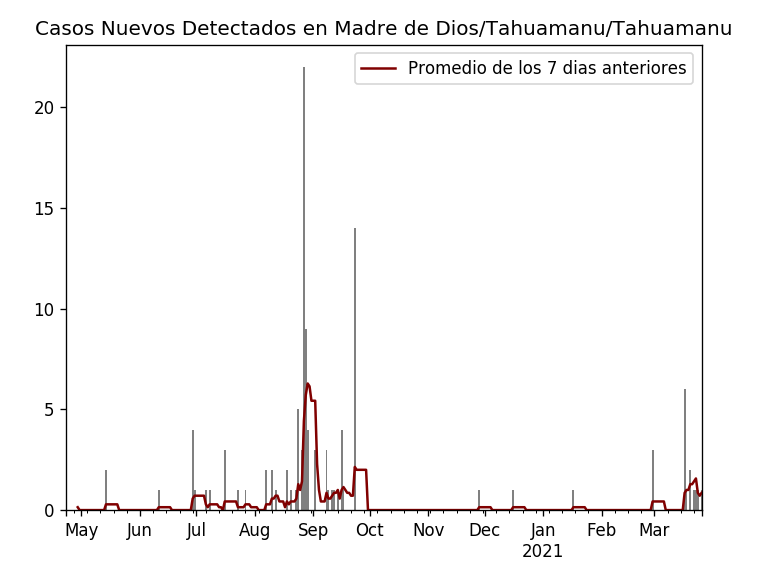 Casos Nuevos Detectados en Madre de Dios/Tahuamanu/Tahuamanu
Promedio de los 7 dias anteriores
20
15
10
5
0
May Jun Jul Aug Sep Oct Nov Dec Jan Feb Mar
2021